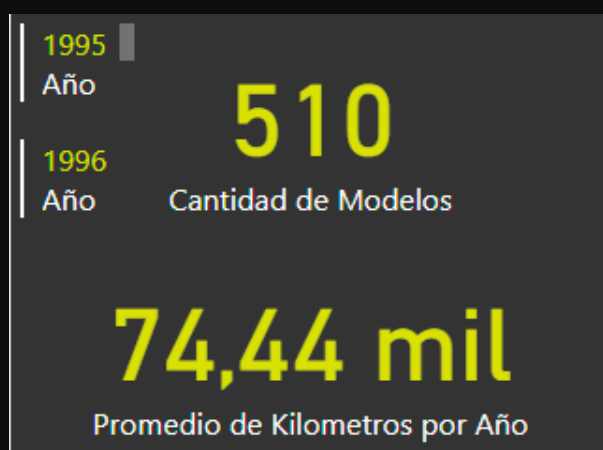 1995
Año
1996
Año
510
Cantidad de Modelos
74,44 mil
Promedio de Kilometros por Año